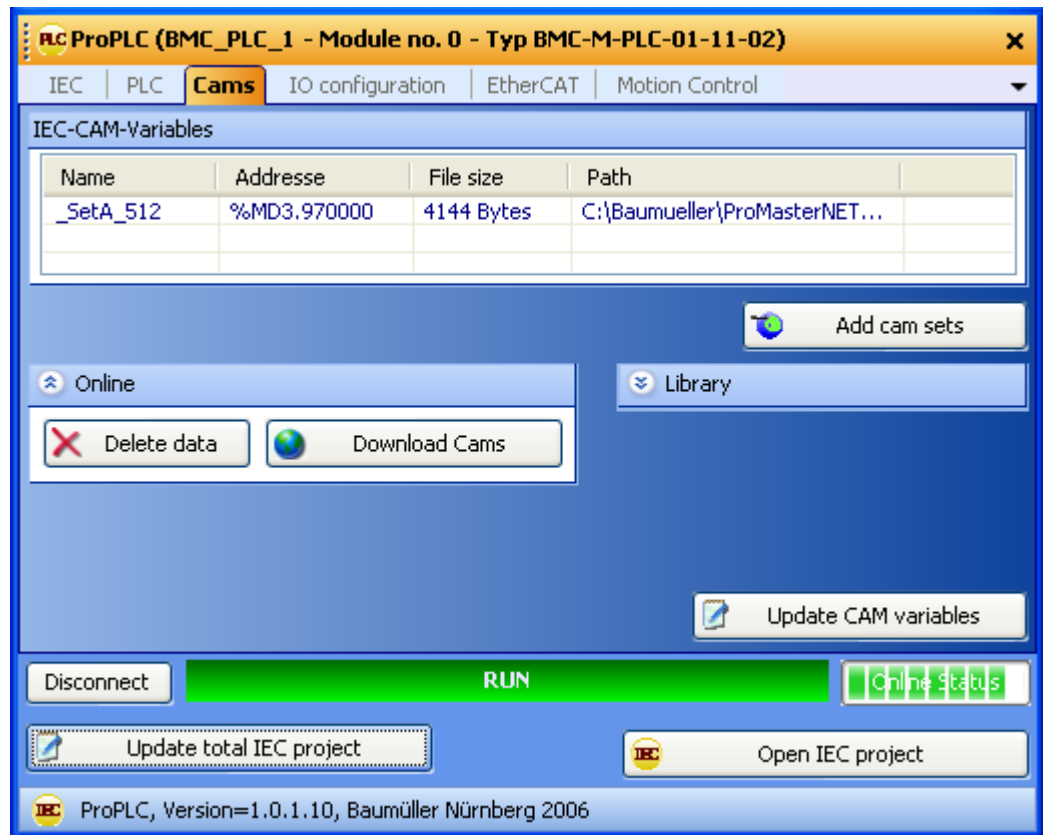 PLC ProPLC (BMC_PLC_1 - Module no. 0 - Typ BMC-M-PLC-01-11-02)
IEC PLC Cams IO configuration EtherCAT Motion Control
IEC-CAM-Variables
Name Addresse File size Path
_SetA_512 %MD3.970000 4144 Bytes C:\Baumueller\ProMasterNET...
Add cam sets
Online Library
Delete data Download Cams
Update CAM variables
Disconnect RUN Online Status
Update total IEC project IEC Open IEC project
IEC ProPLC, Version=1.0.1.10, Baumüller Nürnberg 2006